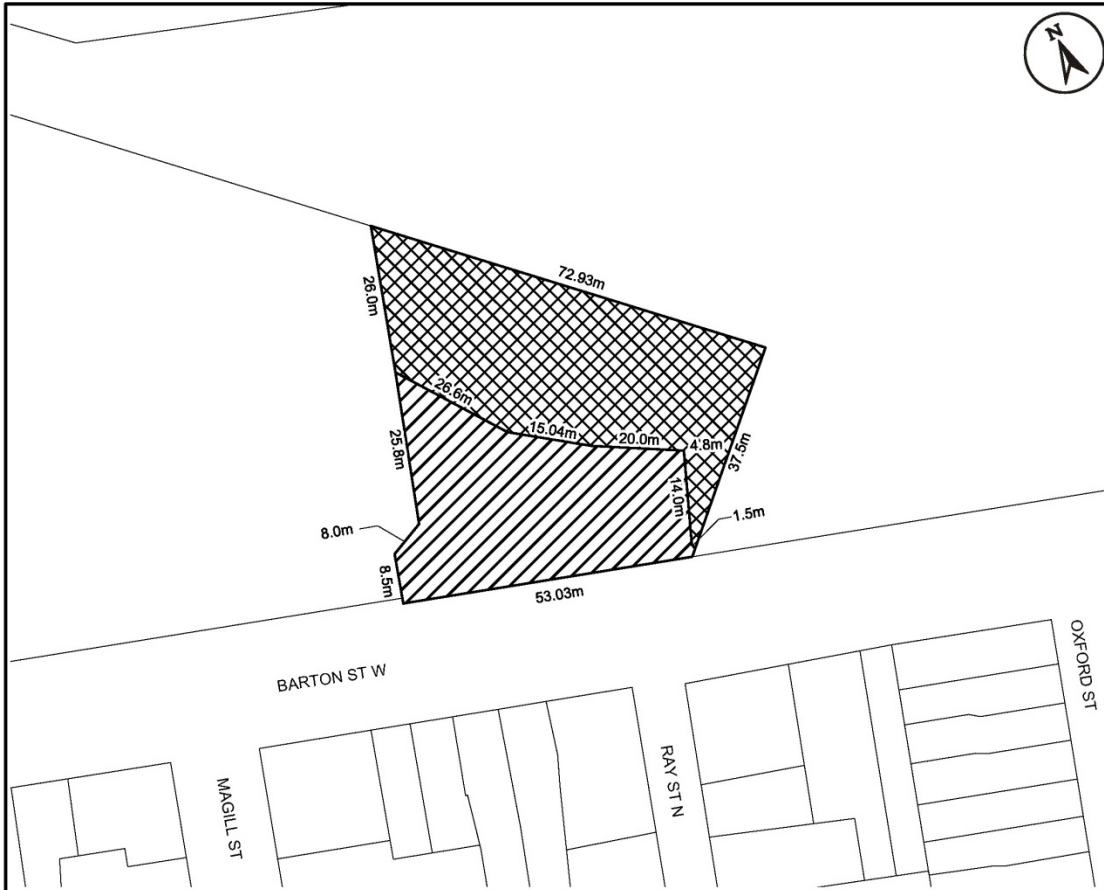 N
72.93m
26.0m
26.6m
15.04m
20.0m
4.8m
37.5m
25.8m
14.0m
1.5m
8.0m
8.5m
53.03m
BARTON ST W
OXFORD ST
RAY ST N
MAGILL ST